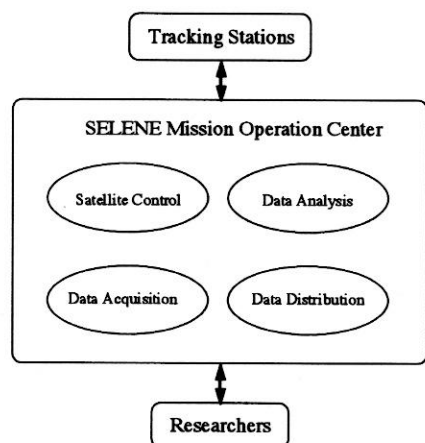 Tracking Stations
SELENE Mission Operation Center
Satellite Control
Data Analysis
Data Acquisition
Data Distribution
Researchers